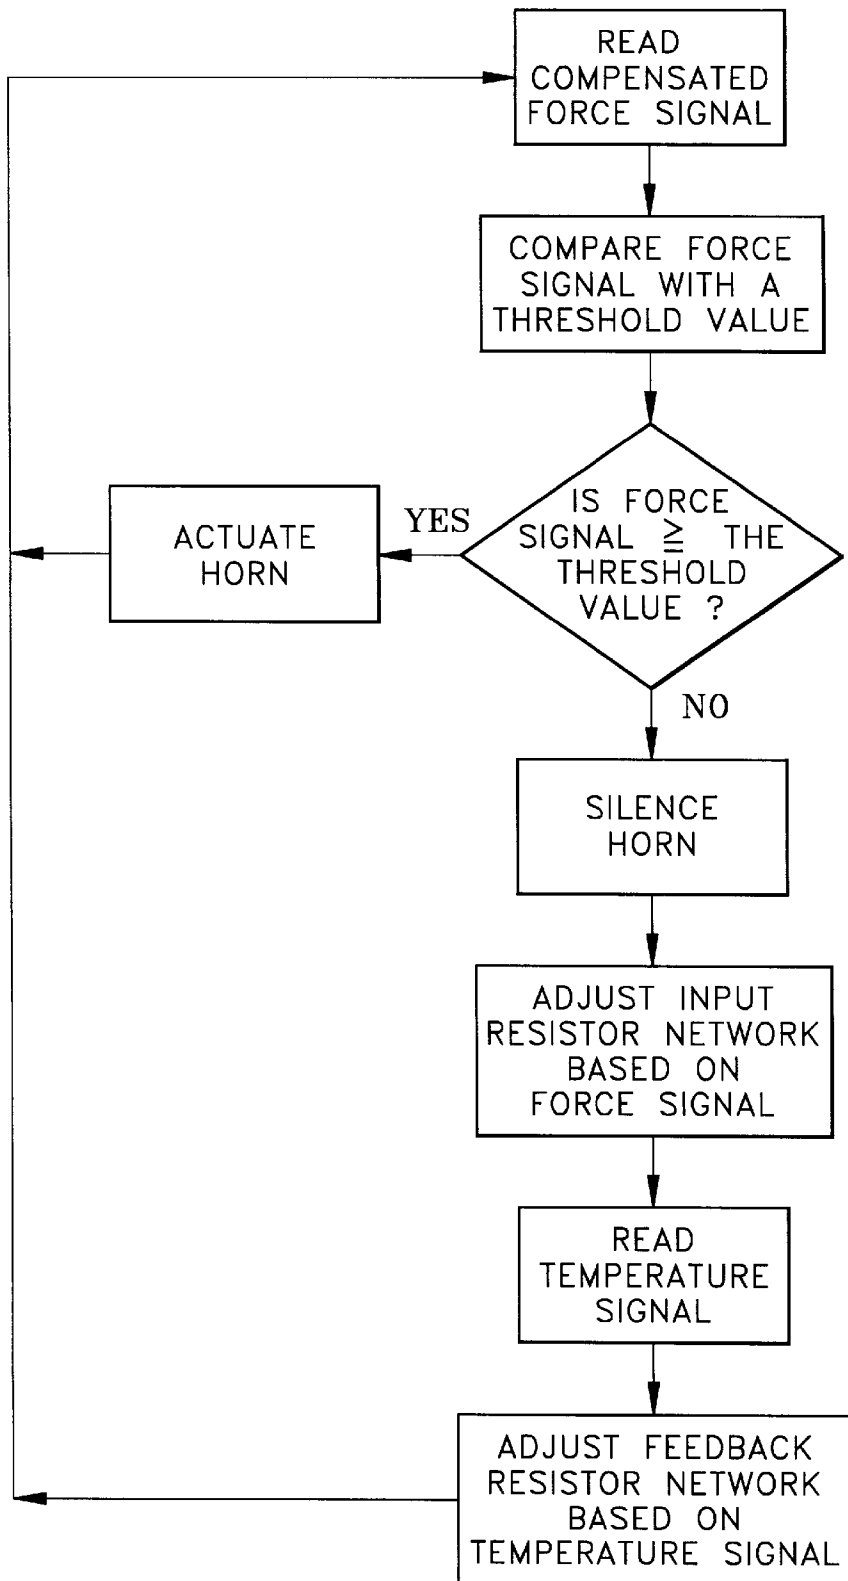 READ
COMPENSATED
FORCE SIGNAL
COMPARE FORCE
SIGNAL WITH A
THRESHOLD VALUE
IS FORCE
SIGNAL ≧ THE
THRESHOLD
VALUE ?
YES
ACTUATE
HORN
NO
SILENCE
HORN
ADJUST INPUT
RESISTOR NETWORK
BASED ON
FORCE SIGNAL
READ
TEMPERATURE
SIGNAL
ADJUST FEEDBACK
RESISTOR NETWORK
BASED ON
TEMPERATURE SIGNAL